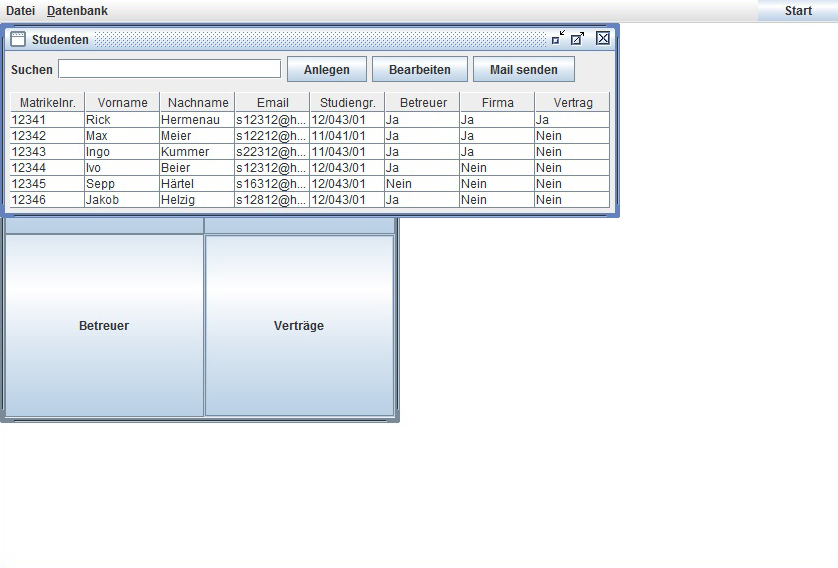 Datei Datenbank Start
Studenten
Suchen Anlegen Bearbeiten Mail senden
Matrikelnr. Vorname Nachname Email Studiengr. Betreuer Firma Vertrag
12341 Rick Hermenau s12312@h... 12/043/01 Ja Ja Ja
12342 Max Meier s12212@h... 11/041/01 Ja Ja Nein
12343 Ingo Kummer s22312@h... 11/043/01 Ja Ja Nein
12344 Ivo Beier s12312@h... 12/043/01 Ja Nein Nein
12345 Sepp Härtel s16312@h... 12/043/01 Nein Nein Nein
12346 Jakob Helzig s12812@h... 12/043/01 Ja Nein Nein
Betreuer Verträge